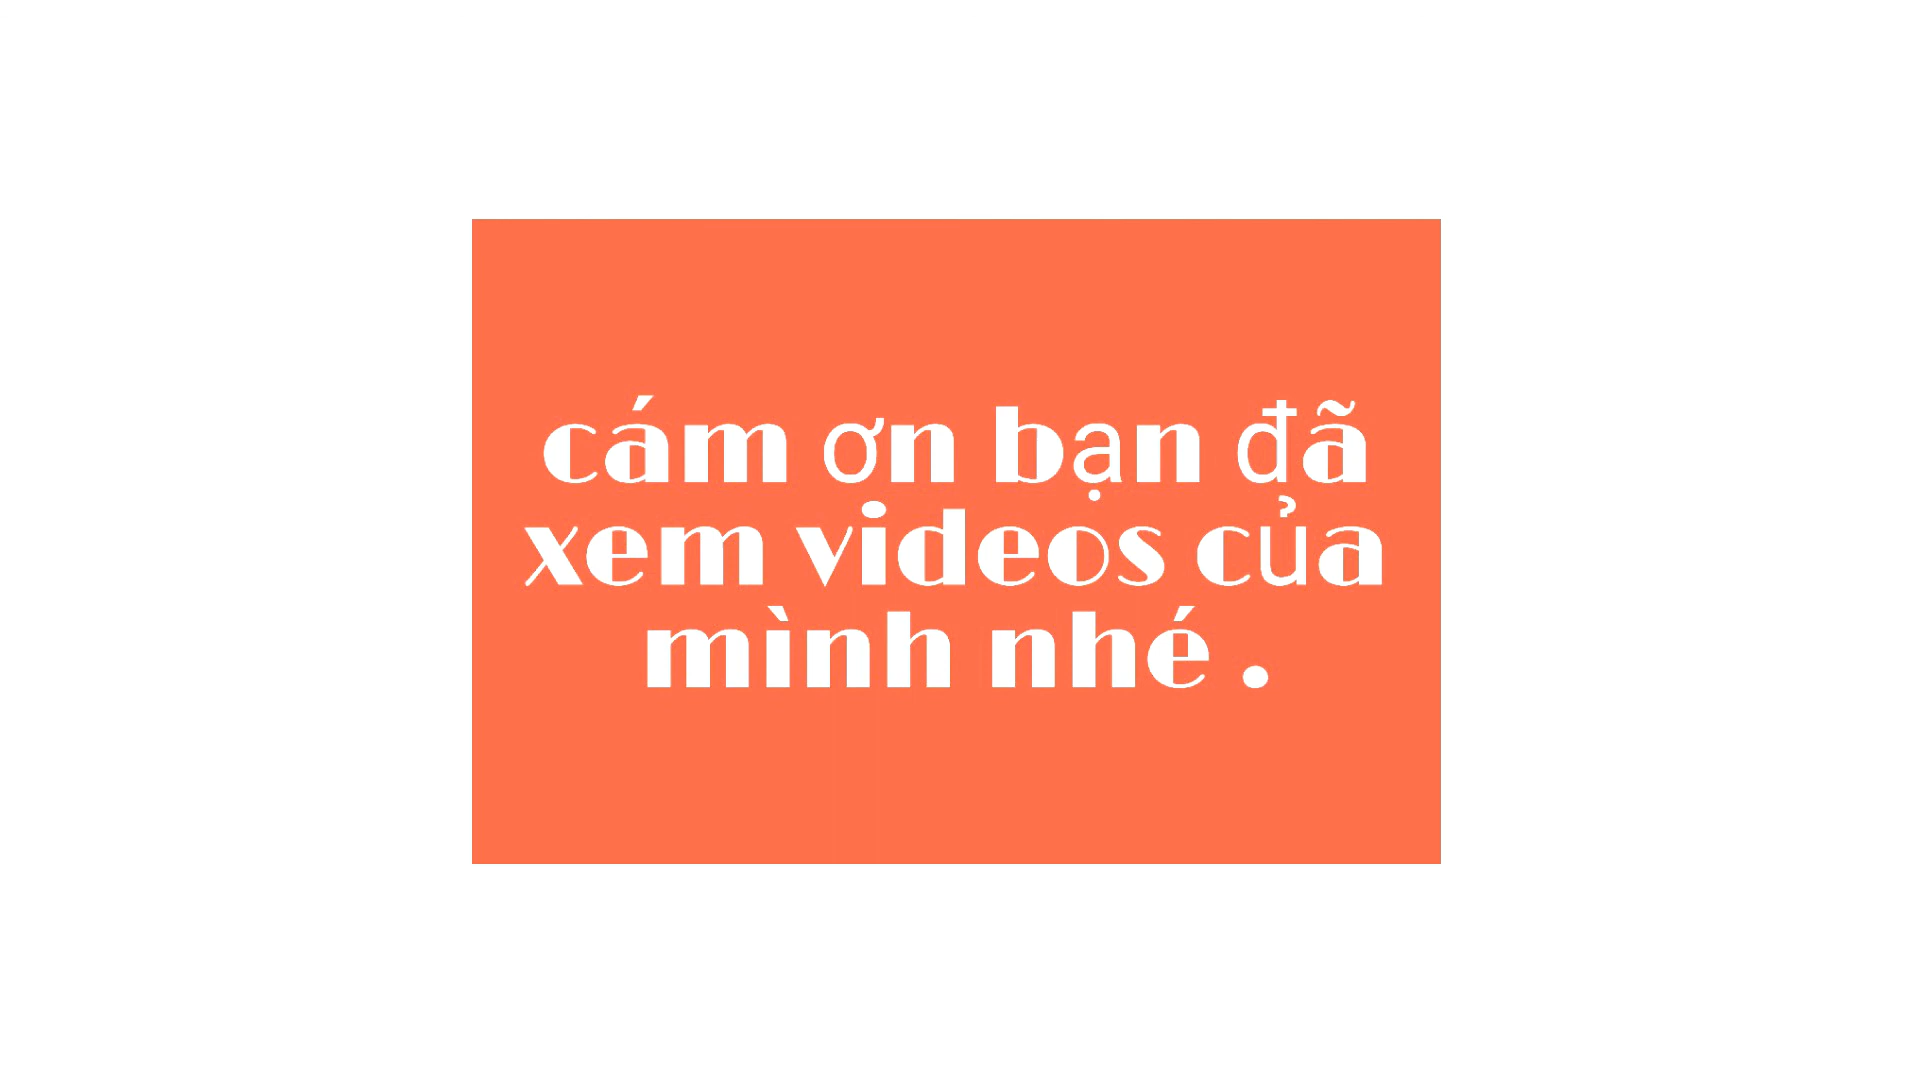 cám ơn bạn đã
xem videos của
mình nhé .